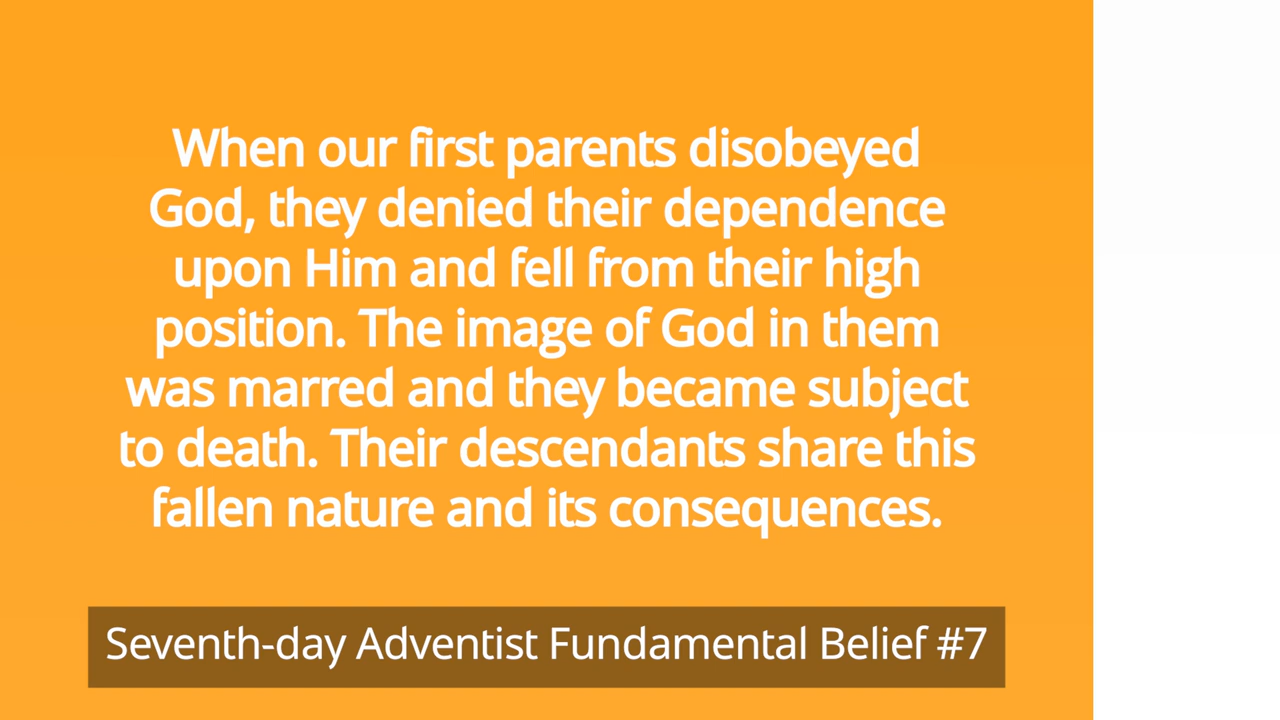 When our first parents disobeyed
God, they denied their dependence
upon Him and fell from their high
position. The image of God in them
was marred and they became subject
to death. Their descendants share this
fallen nature and its consequences.
Seventh-day Adventist Fundamental Belief #7